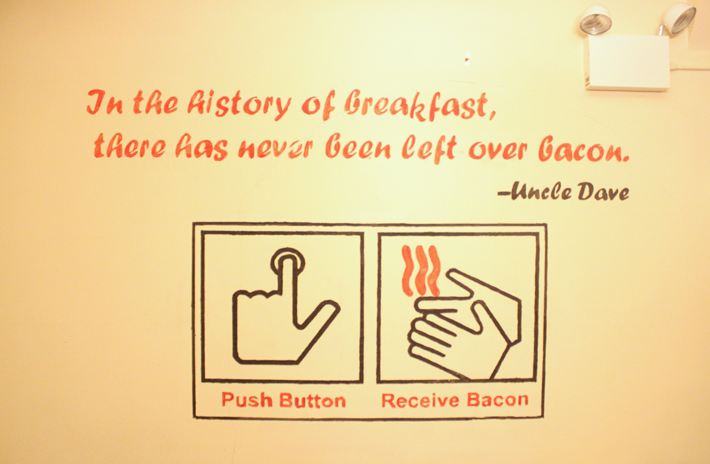 In the history of breakfast,
there has never been left over bacon.
–Uncle Dave
Push Button
Receive Bacon